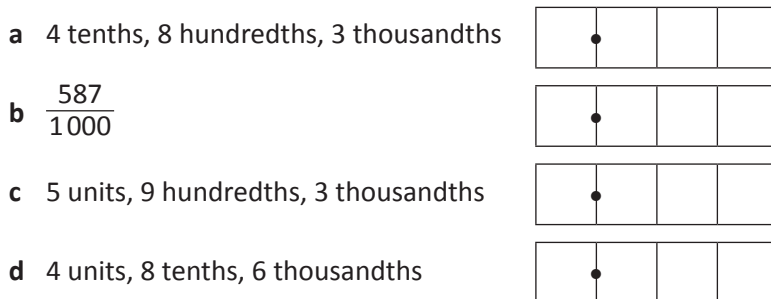 a 4 tenths, 8 hundredths, 3 thousandths
b 587/1000
c 5 units, 9 hundredths, 3 thousandths
d 4 units, 8 tenths, 6 thousandths